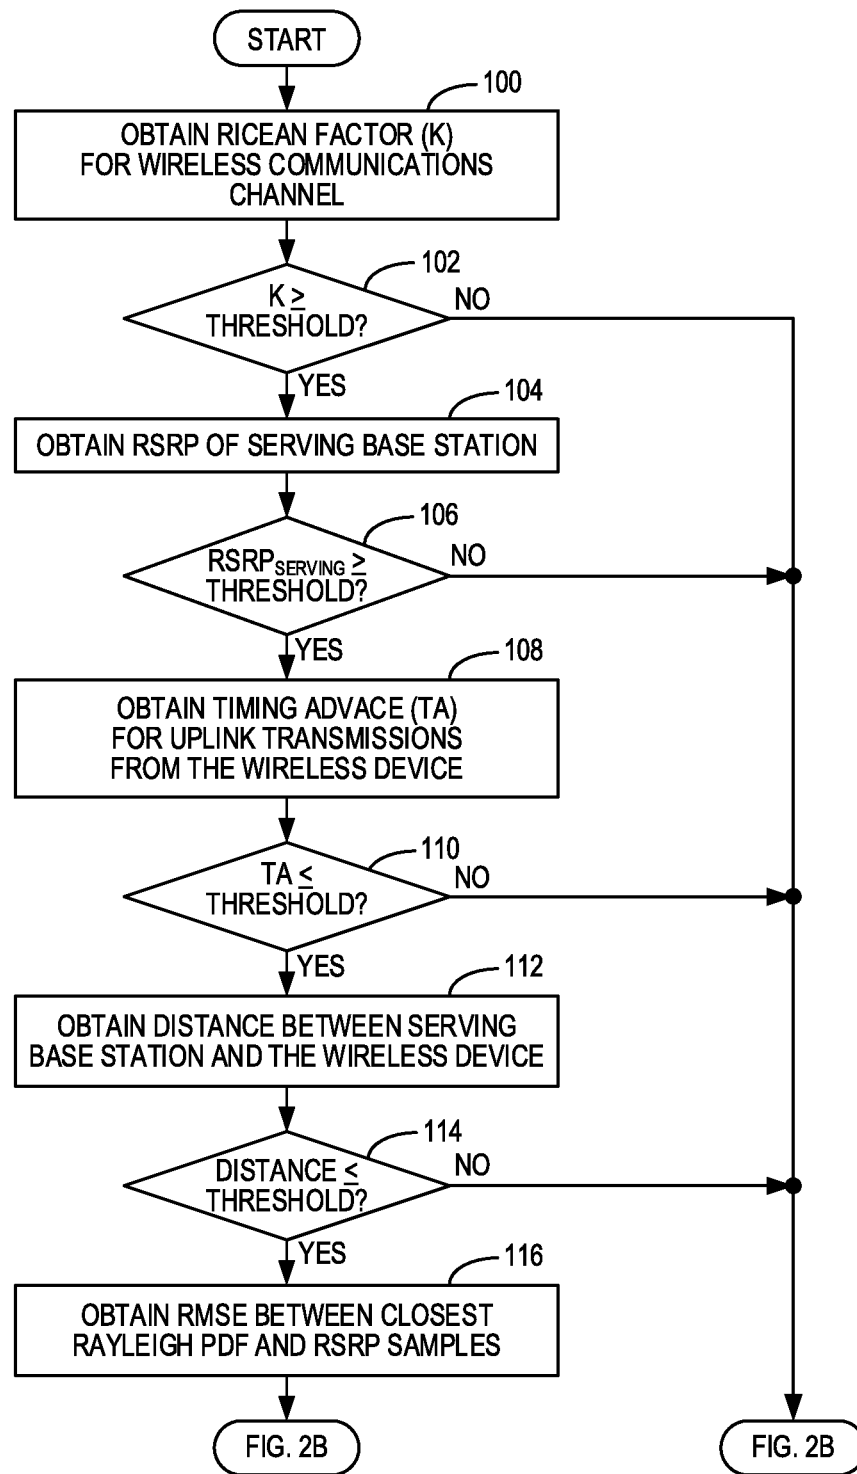 START
100
OBTAIN RICEAN FACTOR (K)
FOR WIRELESS COMMUNICATIONS
CHANNEL
102
K ≥
THRESHOLD?
NO
YES
104
OBTAIN RSRP OF SERVING BASE STATION
106
RSRPSERVING ≥
THRESHOLD?
NO
YES
108
OBTAIN TIMING ADVACE (TA)
FOR UPLINK TRANSMISSIONS
FROM THE WIRELESS DEVICE
110
TA ≤
THRESHOLD?
NO
YES
112
OBTAIN DISTANCE BETWEEN SERVING
BASE STATION AND THE WIRELESS DEVICE
114
DISTANCE ≤
THRESHOLD?
NO
YES
116
OBTAIN RMSE BETWEEN CLOSEST
RAYLEIGH PDF AND RSRP SAMPLES
FIG. 2B
FIG. 2B